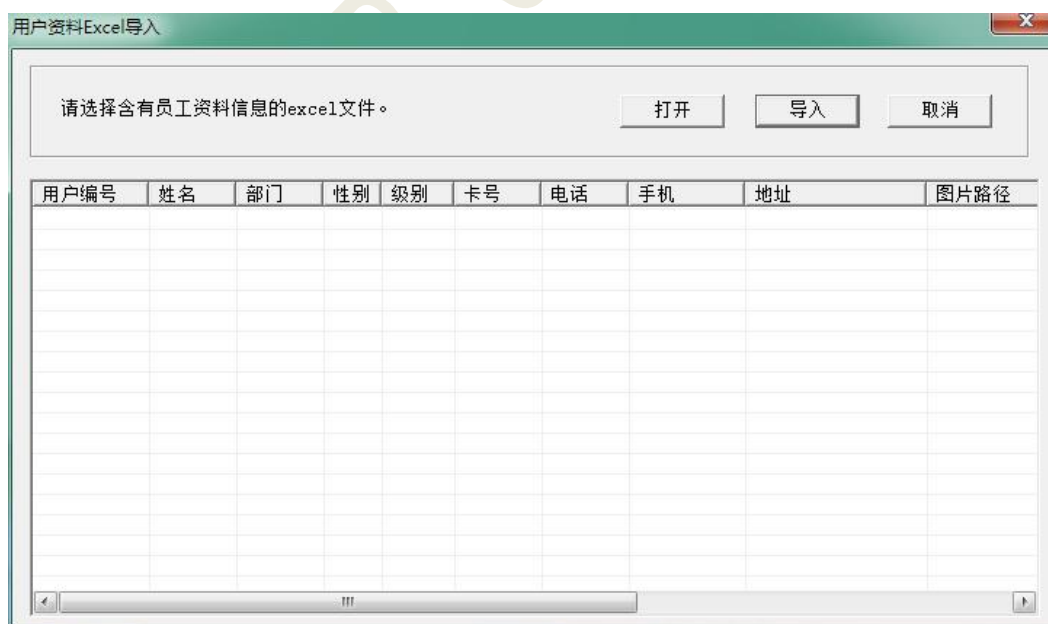 用户资料Excel导入
请选择含有员工资料信息的excel文件。 打开 导入 取消
用户编号 姓名 部门 性别 级别 卡号 电话 手机 地址 图片路径